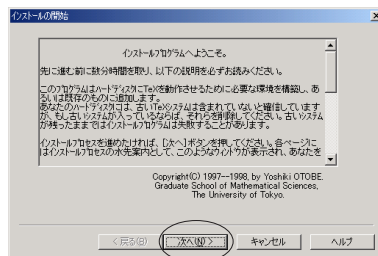 インストールの開始
インストールプログラムへようこそ。
先に進む前に数分時間を取り、以下の説明を必ずお読みください。
このプログラムはハードディスクにTeXを動作させるために必要な環境を構築し、あ
るいは既存のものに追加します。
あなたのハードディスクには、古いTeXシステムは含まれていないと確信しています
が、もし古いシステムが入っているならば、それらを削除してください。古いシステム
が残ったままではインストールプログラムは失敗することがあります。
インストールプロセスを進めたければ、[次へ]ボタンを押してください。各ページに
はインストールプロセスの水先案内として、このようなウィンドウが表示され、あなたを
Copyright(C) 1997--1998, by Yoshiki OTOBE.
Graduate School of Mathematical Sciences,
The University of Tokyo.
< 戻る(B)
次へ(N) >
キャンセル
ヘルプ